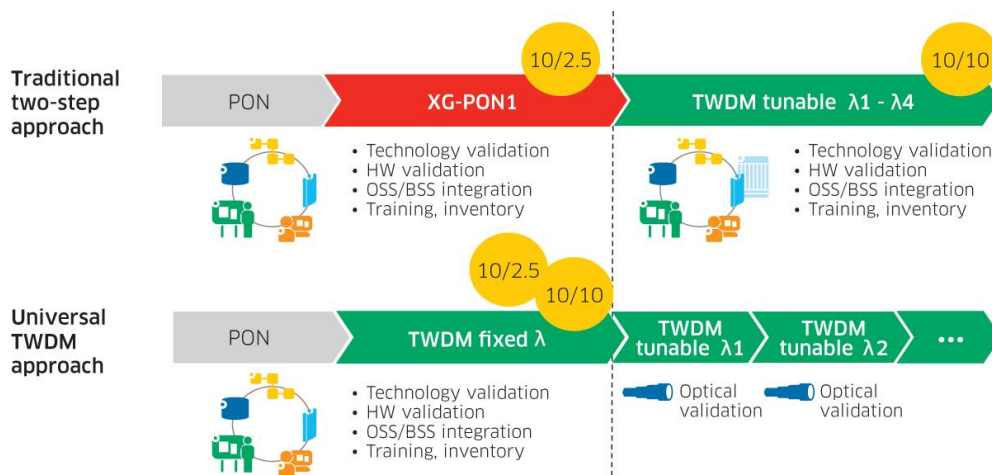 Traditional
two-step
approach
PON
XG-PON1
10/2.5
TWDM tunable λ1 - λ4
10/10
• Technology validation
• HW validation
• OSS/BSS integration
• Training, inventory
• Technology validation
• HW validation
• OSS/BSS integration
• Training, inventory
Universal
TWDM
approach
PON
TWDM fixed λ
10/2.5
10/10
TWDM
tunable λ1
TWDM
tunable λ2
...
• Technology validation
• HW validation
• OSS/BSS integration
• Training, inventory
Optical
validation
Optical
validation